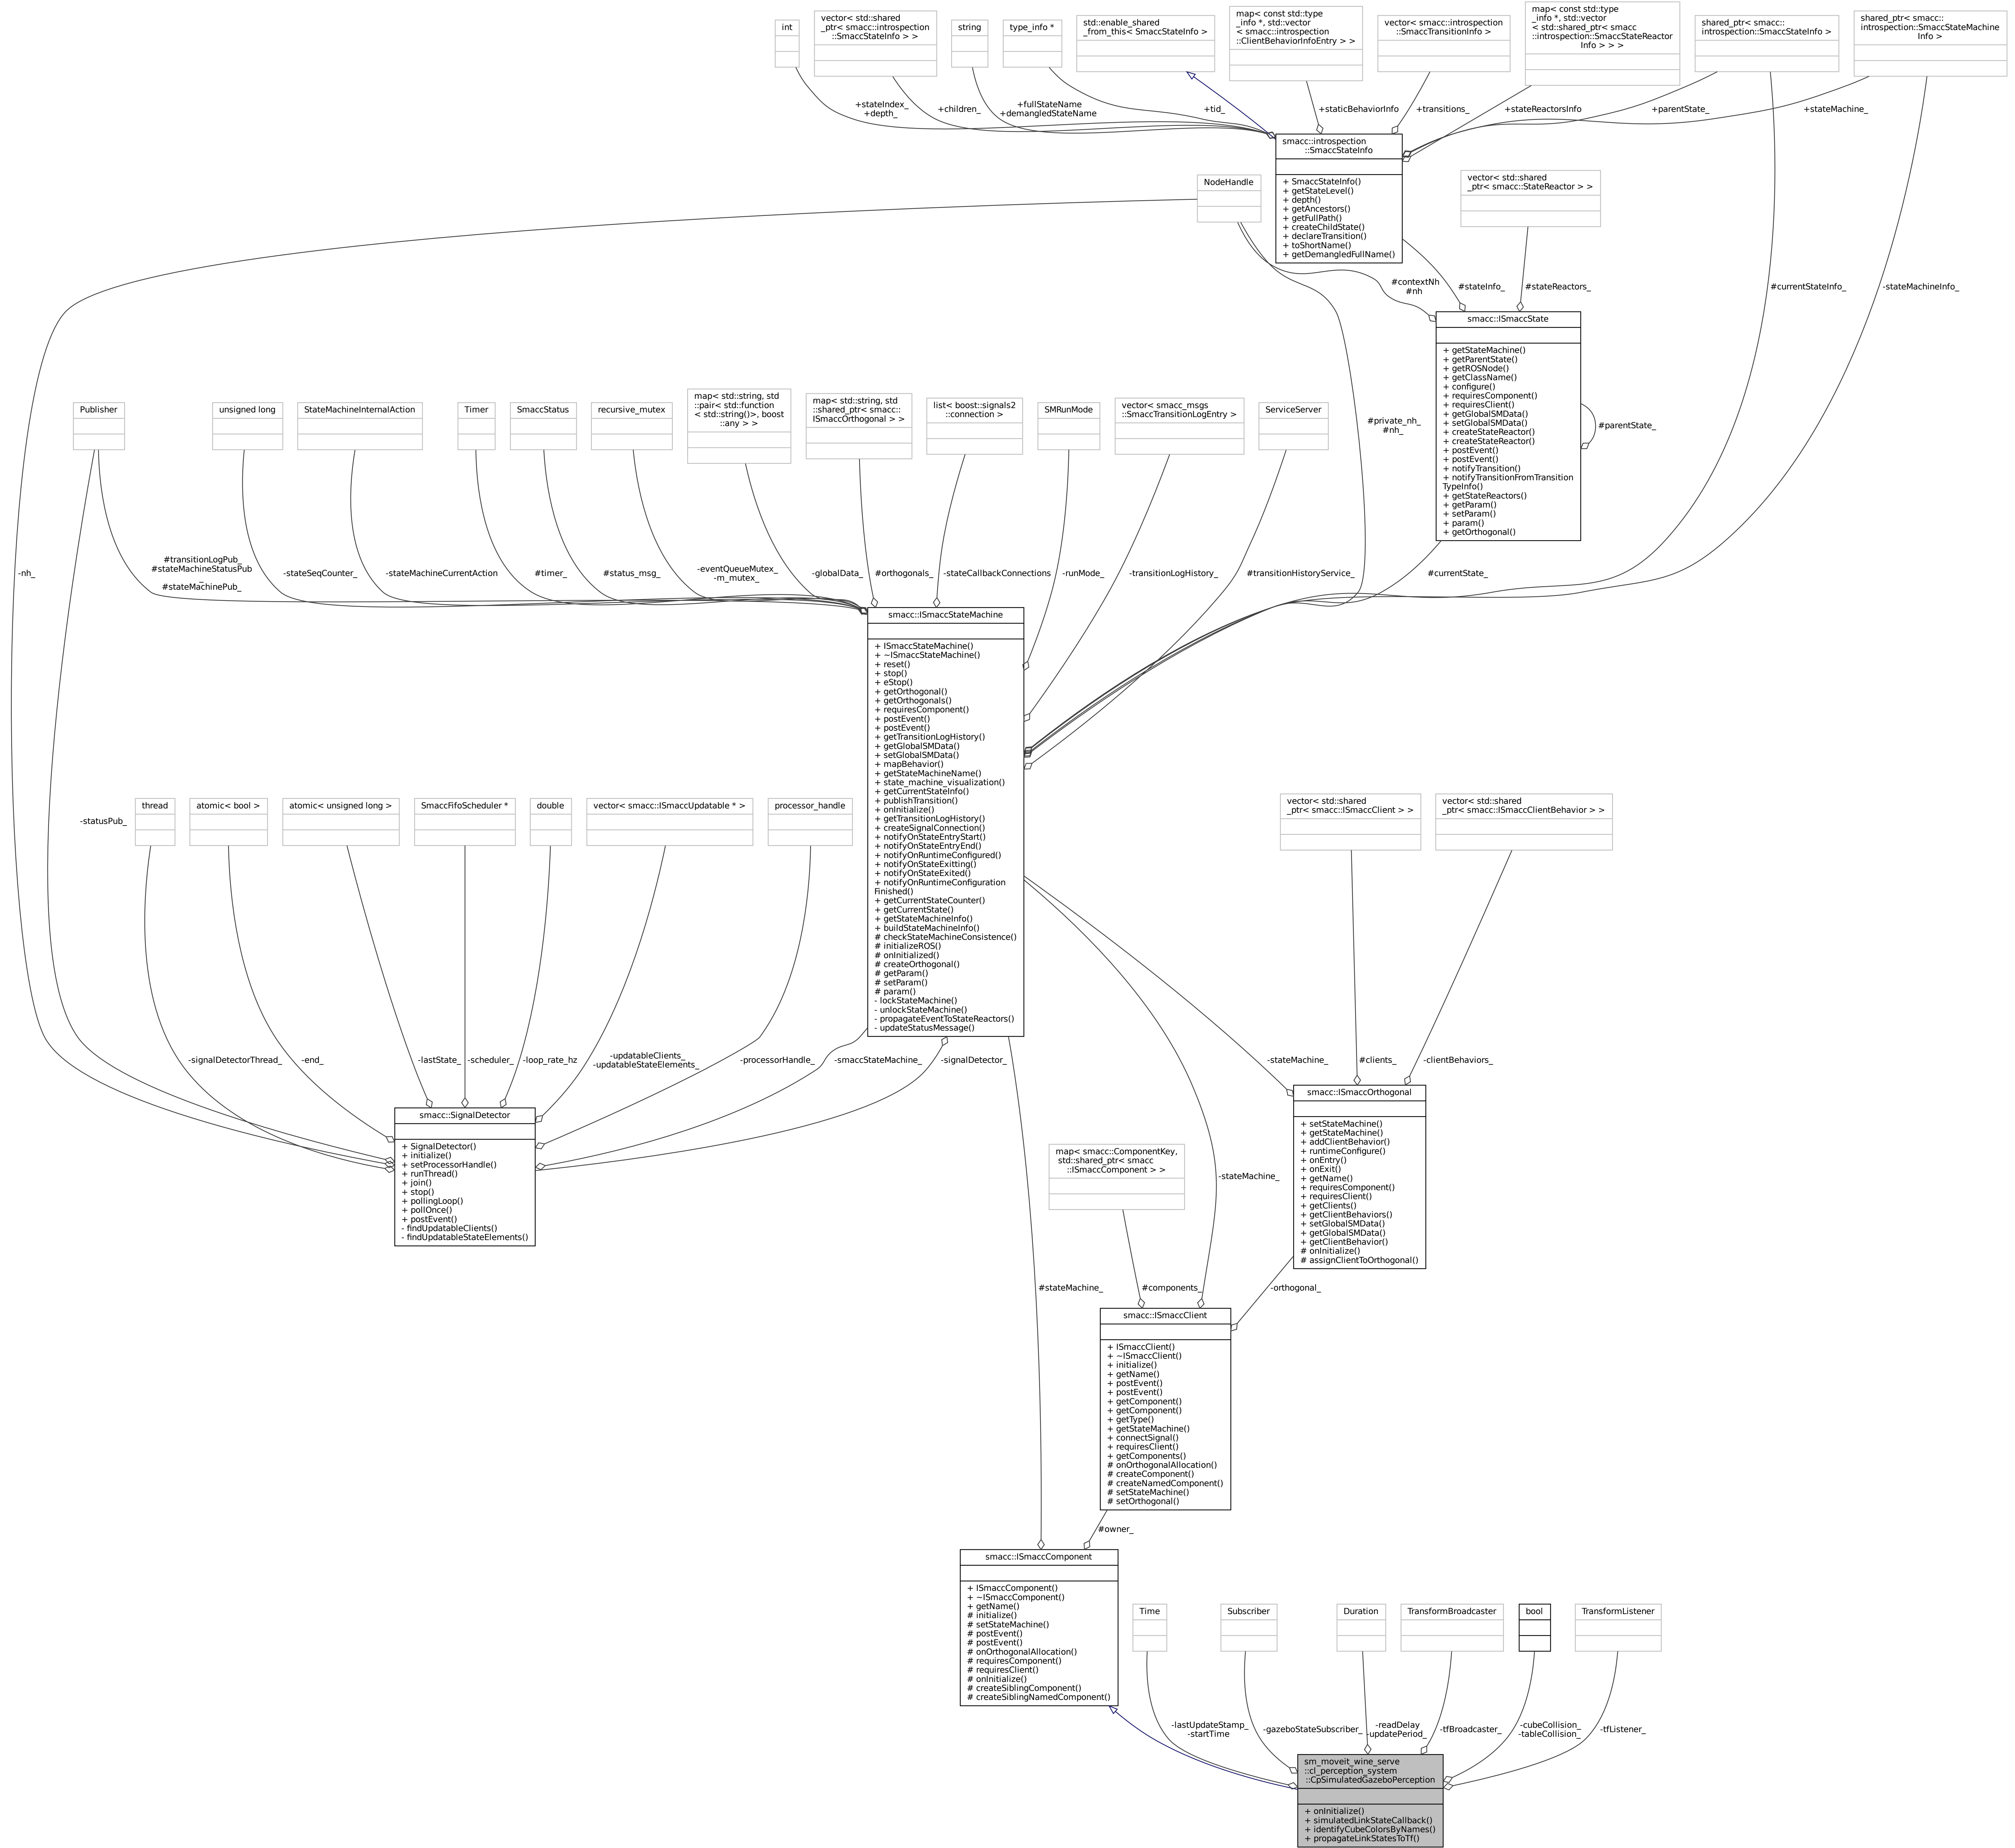 int
vector< std::shared
_ptr< smacc::introspection
::SmaccStateInfo > >
string
type_info *
std::enable_shared
_from_this< SmaccStateInfo >
map< const std::type
_info *, std::vector
< smacc::introspection
::ClientBehaviorInfoEntry > >
vector< smacc::introspection
::SmaccTransitionInfo >
map< const std::type
_info *, std::vector
< std::shared_ptr< smacc
::introspection::SmaccStateReactor
Info > > >
shared_ptr< smacc::
introspection::SmaccStateInfo >
shared_ptr< smacc::
introspection::SmaccStateMachine
Info >
+stateIndex_
+depth_
+children_
+fullStateName
+demangledStateName
+tid_
+staticBehaviorInfo
+transitions_
+stateReactorsInfo
+parentState_
+stateMachine_
smacc::introspection
::SmaccStateInfo
+ SmaccStateInfo()
+ getStateLevel()
+ depth()
+ getAncestors()
+ getFullPath()
+ createChildState()
+ declareTransition()
+ toShortName()
+ getDemangledFullName()
NodeHandle
vector< std::shared
_ptr< smacc::StateReactor > >
#contextNh
#nh
#stateInfo_
#stateReactors_
#currentStateInfo_
-stateMachineInfo_
smacc::ISmaccState
+ getStateMachine()
+ getParentState()
+ getROSNode()
+ getClassName()
+ configure()
+ requiresComponent()
+ requiresClient()
+ getGlobalSMData()
+ setGlobalSMData()
+ createStateReactor()
+ createStateReactor()
+ postEvent()
+ postEvent()
+ notifyTransition()
+ notifyTransitionFromTransition
TypeInfo()
+ getStateReactors()
+ getParam()
+ setParam()
+ param()
+ getOrthogonal()
#parentState_
Publisher
unsigned long
StateMachineInternalAction
Timer
SmaccStatus
recursive_mutex
map< std::string, std
::pair< std::function
< std::string()>, boost
::any > >
map< std::string, std
::shared_ptr< smacc::
ISmaccOrthogonal > >
list< boost::signals2
::connection >
SMRunMode
vector< smacc_msgs
::SmaccTransitionLogEntry >
ServiceServer
#private_nh_
#nh_
-nh_
#transitionLogPub_
#stateMachineStatusPub
_
#stateMachinePub_
-stateSeqCounter_
-stateMachineCurrentAction
#timer_
#status_msg_
-eventQueueMutex_
-m_mutex_
-globalData_
#orthogonals_
-stateCallbackConnections
-runMode_
-transitionLogHistory_
#transitionHistoryService_
#currentState_
smacc::ISmaccStateMachine
+ ISmaccStateMachine()
+ ~ISmaccStateMachine()
+ reset()
+ stop()
+ eStop()
+ getOrthogonal()
+ getOrthogonals()
+ requiresComponent()
+ postEvent()
+ postEvent()
+ getTransitionLogHistory()
+ getGlobalSMData()
+ setGlobalSMData()
+ mapBehavior()
+ getStateMachineName()
+ state_machine_visualization()
+ getCurrentStateInfo()
+ publishTransition()
+ onInitialize()
+ getTransitionLogHistory()
+ createSignalConnection()
+ notifyOnStateEntryStart()
+ notifyOnStateEntryEnd()
+ notifyOnRuntimeConfigured()
+ notifyOnStateExitting()
+ notifyOnStateExited()
+ notifyOnRuntimeConfiguration
Finished()
+ getCurrentStateCounter()
+ getCurrentState()
+ getStateMachineInfo()
+ buildStateMachineInfo()
# checkStateMachineConsistence()
# initializeROS()
# onInitialized()
# createOrthogonal()
# getParam()
# setParam()
# param()
- lockStateMachine()
- unlockStateMachine()
- propagateEventToStateReactors()
- updateStatusMessage()
-statusPub_
thread
atomic< bool >
atomic< unsigned long >
SmaccFifoScheduler *
double
vector< smacc::ISmaccUpdatable * >
processor_handle
vector< std::shared
_ptr< smacc::ISmaccClient > >
vector< std::shared
_ptr< smacc::ISmaccClientBehavior > >
-signalDetectorThread_
-end_
-lastState_
-scheduler_
-loop_rate_hz
-updatableClients_
-updatableStateElements_
-processorHandle_
-smaccStateMachine_
-signalDetector_
-stateMachine_
#clients_
-clientBehaviors_
smacc::SignalDetector
+ SignalDetector()
+ initialize()
+ setProcessorHandle()
+ runThread()
+ join()
+ stop()
+ pollingLoop()
+ pollOnce()
+ postEvent()
- findUpdatableClients()
- findUpdatableStateElements()
smacc::ISmaccOrthogonal
+ setStateMachine()
+ getStateMachine()
+ addClientBehavior()
+ runtimeConfigure()
+ onEntry()
+ onExit()
+ getName()
+ requiresComponent()
+ requiresClient()
+ getClients()
+ getClientBehaviors()
+ setGlobalSMData()
+ getGlobalSMData()
+ getClientBehavior()
# onInitialize()
# assignClientToOrthogonal()
map< smacc::ComponentKey,
std::shared_ptr< smacc
::ISmaccComponent > >
-stateMachine_
#stateMachine_
#components_
-orthogonal_
smacc::ISmaccClient
+ ISmaccClient()
+ ~ISmaccClient()
+ initialize()
+ getName()
+ postEvent()
+ postEvent()
+ getComponent()
+ getComponent()
+ getType()
+ getStateMachine()
+ connectSignal()
+ requiresClient()
+ getComponents()
# onOrthogonalAllocation()
# createComponent()
# createNamedComponent()
# setStateMachine()
# setOrthogonal()
#owner_
smacc::ISmaccComponent
+ ISmaccComponent()
+ ~ISmaccComponent()
+ getName()
# initialize()
# setStateMachine()
# postEvent()
# postEvent()
# onOrthogonalAllocation()
# requiresComponent()
# requiresClient()
# onInitialize()
# createSiblingComponent()
# createSiblingNamedComponent()
Time
Subscriber
Duration
TransformBroadcaster
bool
TransformListener
-lastUpdateStamp_
-startTime
-gazeboStateSubscriber_
-readDelay
-updatePeriod_
-tfBroadcaster_
-cubeCollision_
-tableCollision_
-tfListener_
sm_moveit_wine_serve
::cl_perception_system
::CpSimulatedGazeboPerception
+ onInitialize()
+ simulatedLinkStateCallback()
+ identifyCubeColorsByNames()
+ propagateLinkStatesToTf()